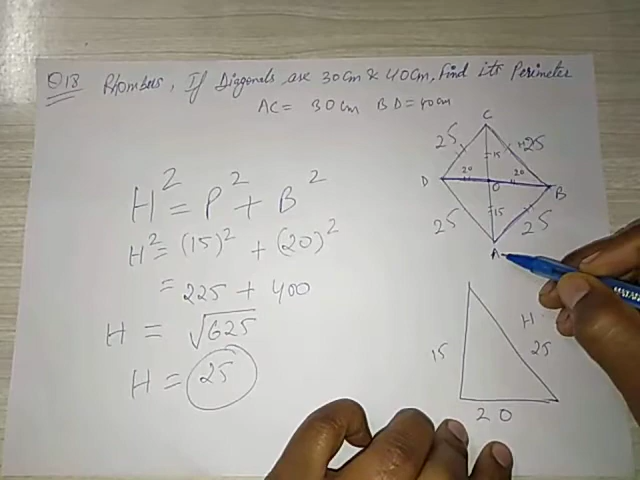 Q18 Rhombus, If Diagonals are 30cm & 40cm, Find its Perimeter
AC = 30cm BD = 40cm
C
25 15 H 25
D 20 O 20 B
25 15 25
A
H² = P² + B²
H² = (15)² + (20)²
= 225 + 400
H = √625
H = 25
H
15 25
20